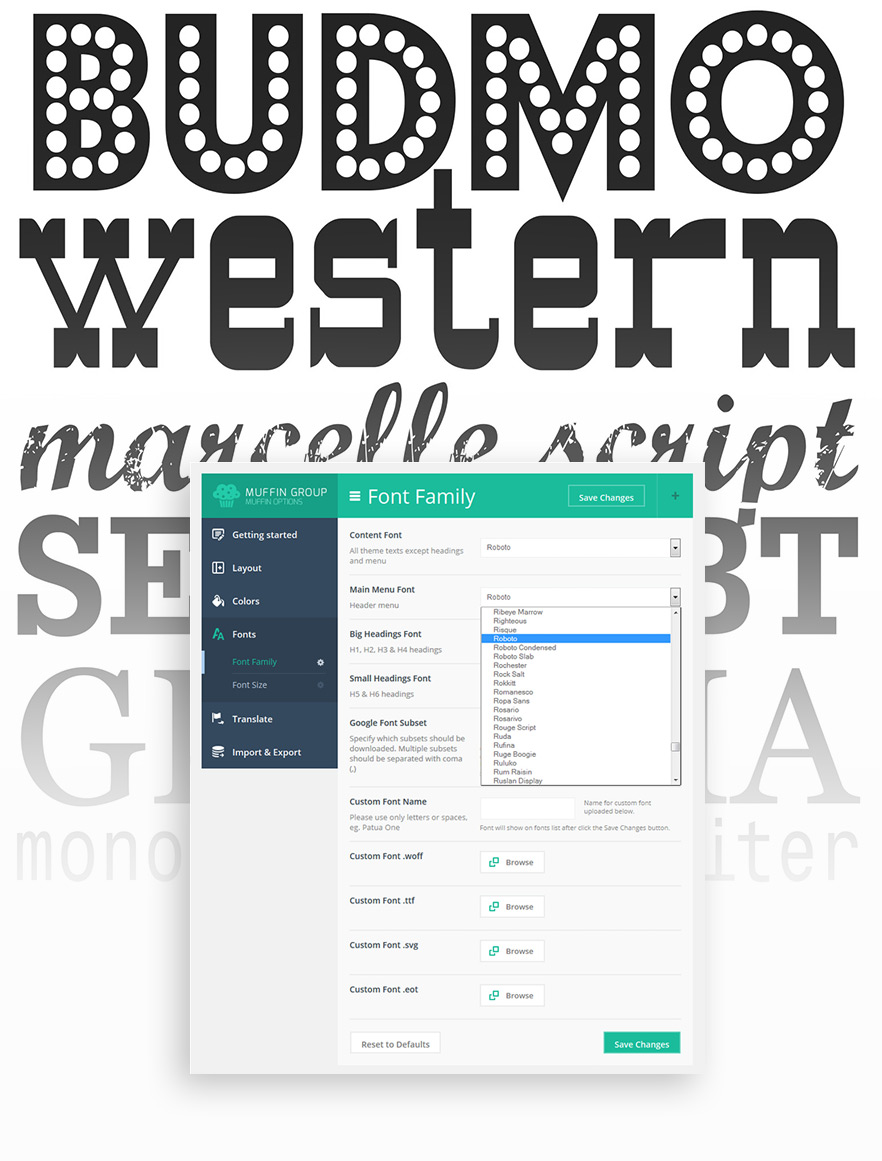 BUDMO
western
marcelle script
SE BT
G IA
mono iter
MUFFIN GROUP
MUFFIN OPTIONS
Font Family
Save Changes
+
Getting started
Layout
Colors
Fonts
Font Family
Font Size
Translate
Import & Export
Content Font
All theme texts except headings
and menu
Roboto
Main Menu Font
Header menu
Roboto
Ribeye Marrow
Righteous
Risque
Roboto
Roboto Condensed
Roboto Slab
Rochester
Rock Salt
Rokkitt
Romanesco
Ropa Sans
Rosario
Rosarivo
Rouge Script
Ruda
Rufina
Ruge Boogie
Ruluko
Rum Raisin
Ruslan Display
Big Headings Font
H1, H2, H3 & H4 headings
Small Headings Font
H5 & H6 headings
Google Font Subset
Specify which subsets should be
downloaded. Multiple subsets
should be separated with coma
(,)
Custom Font Name
Please use only letters or spaces,
eg. Patua One
Name for custom font
uploaded below.
Font will show on fonts list after click the Save Changes button.
Custom Font .woff
Browse
Custom Font .ttf
Browse
Custom Font .svg
Browse
Custom Font .eot
Browse
Reset to Defaults
Save Changes